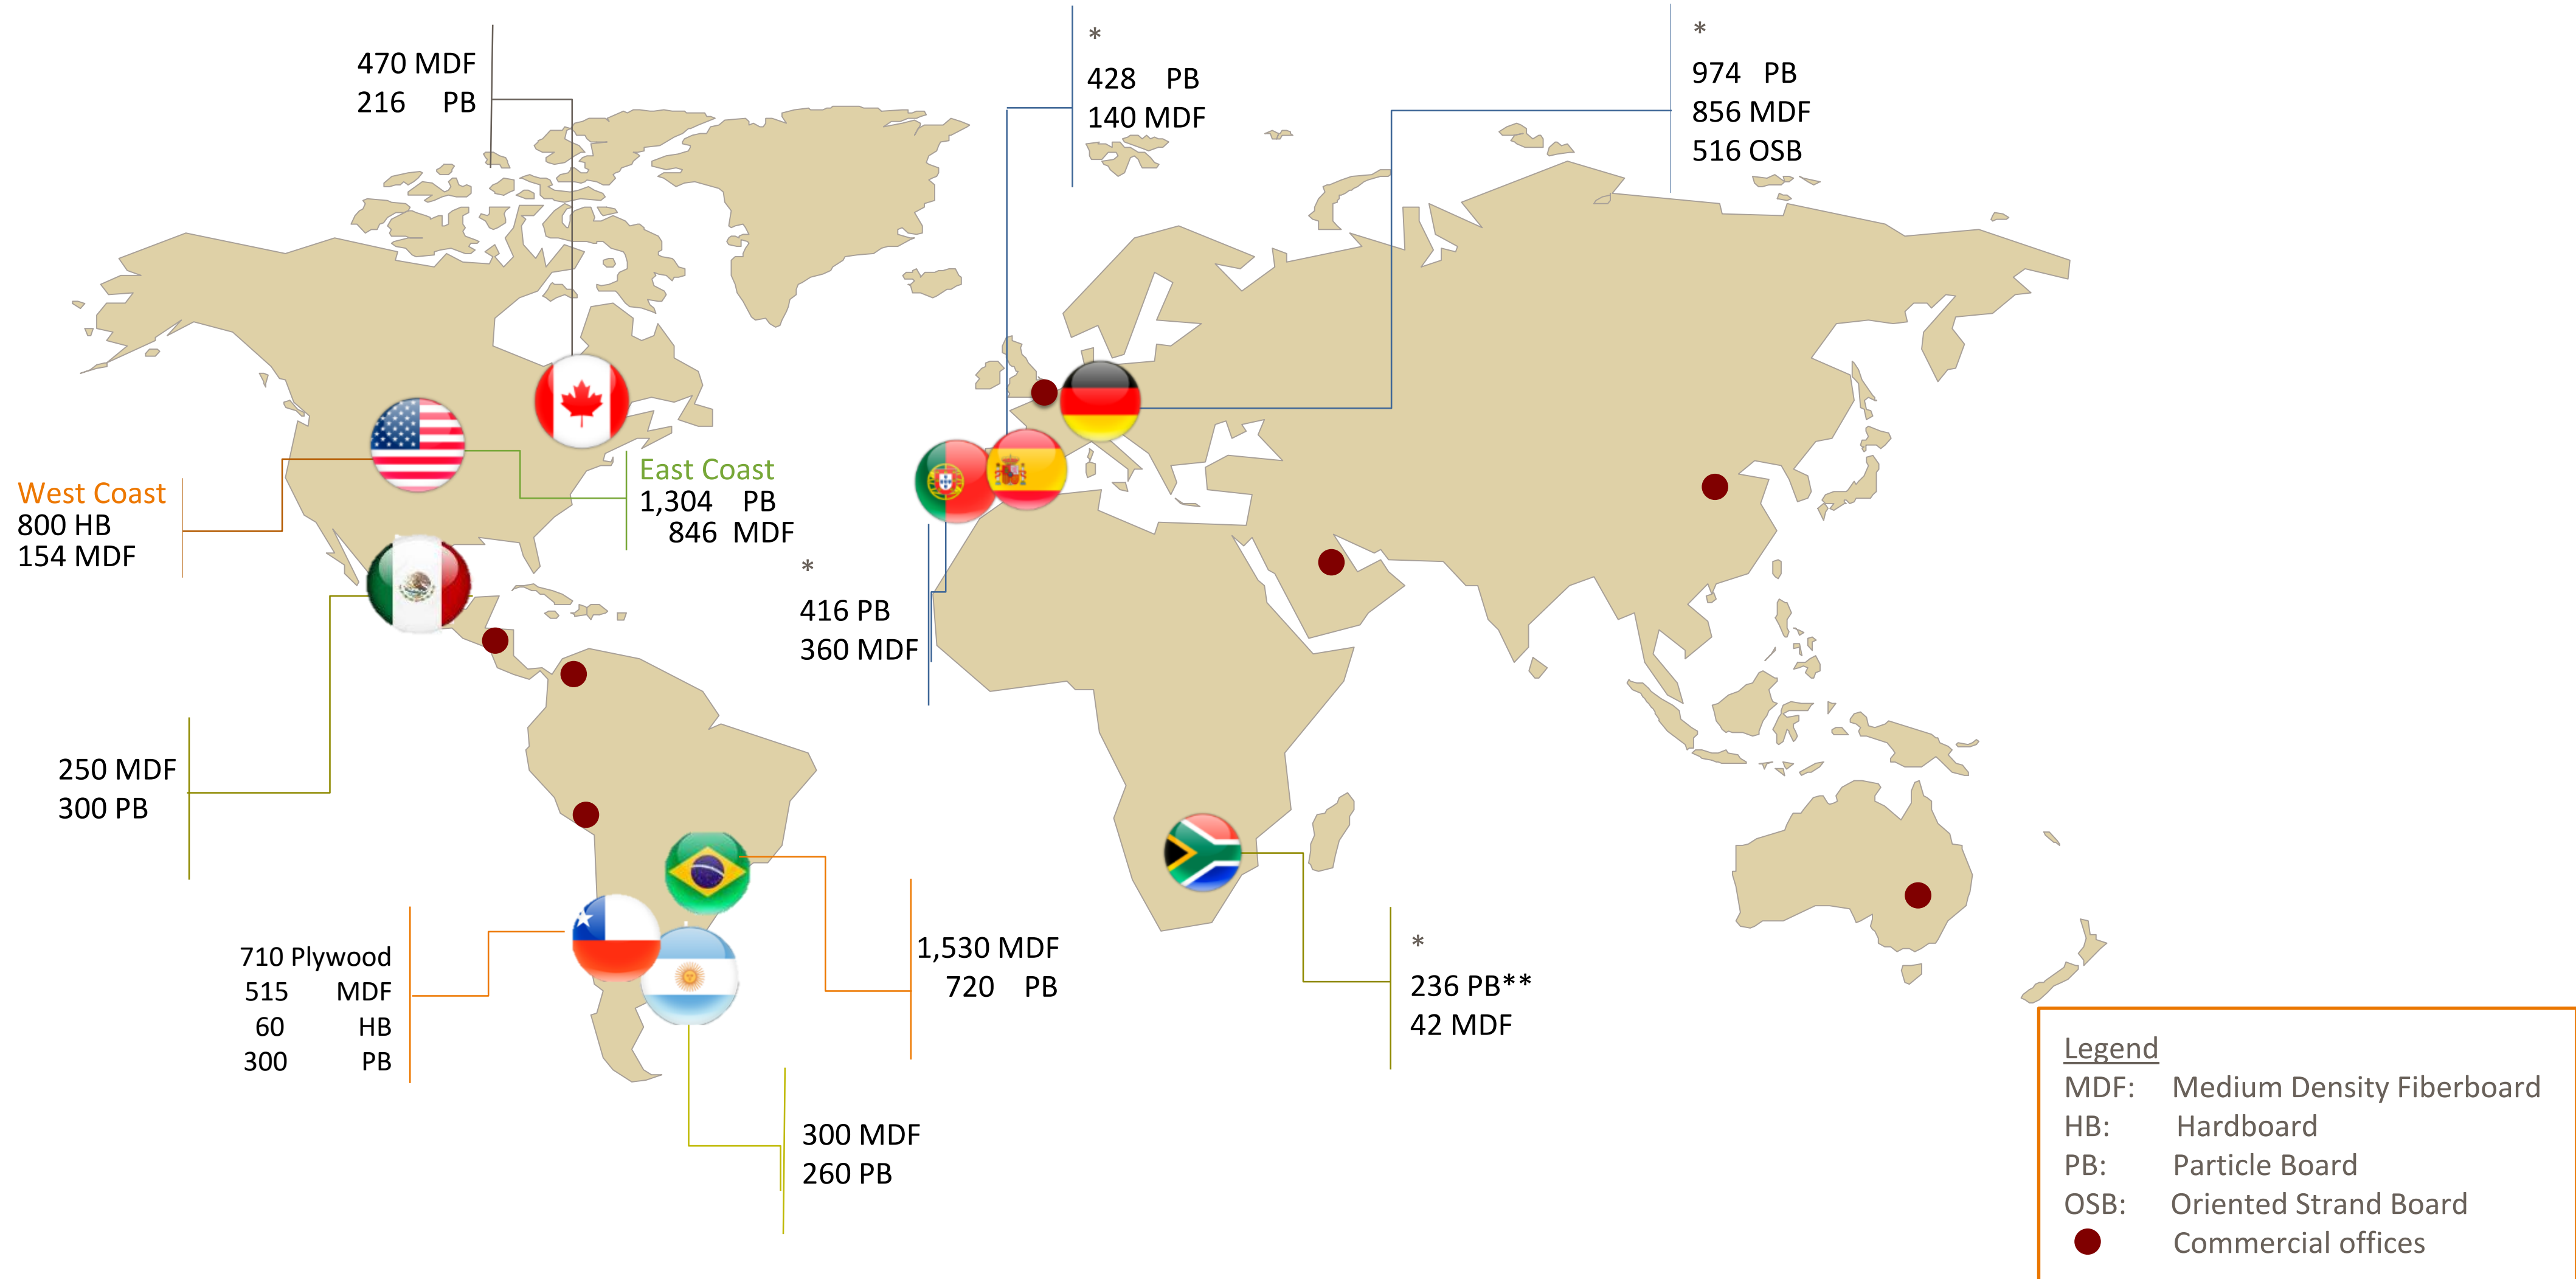 470 MDF
216 PB
*
428 PB
140 MDF
*
974 PB
856 MDF
516 OSB
West Coast
800 HB
154 MDF
East Coast
1,304 PB
846 MDF
*
416 PB
360 MDF
250 MDF
300 PB
710 Plywood
515 MDF
60 HB
300 PB
1,530 MDF
720 PB
*
236 PB**
42 MDF
300 MDF
260 PB
Legend
MDF: Medium Density Fiberboard
HB: Hardboard
PB: Particle Board
OSB: Oriented Strand Board
Commercial offices